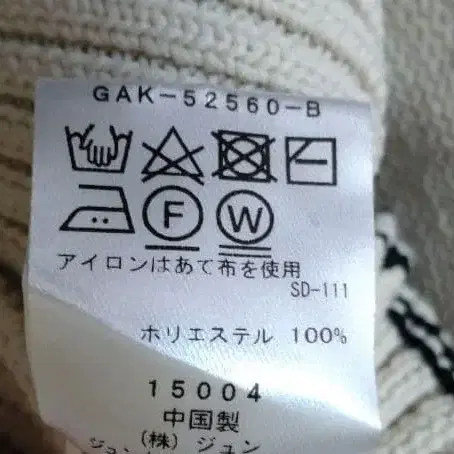 GAK-52560-B
F W
アイロンはあて布を使用
SD-111
ポリエステル 100%
15004
中国製
(株) ジュン